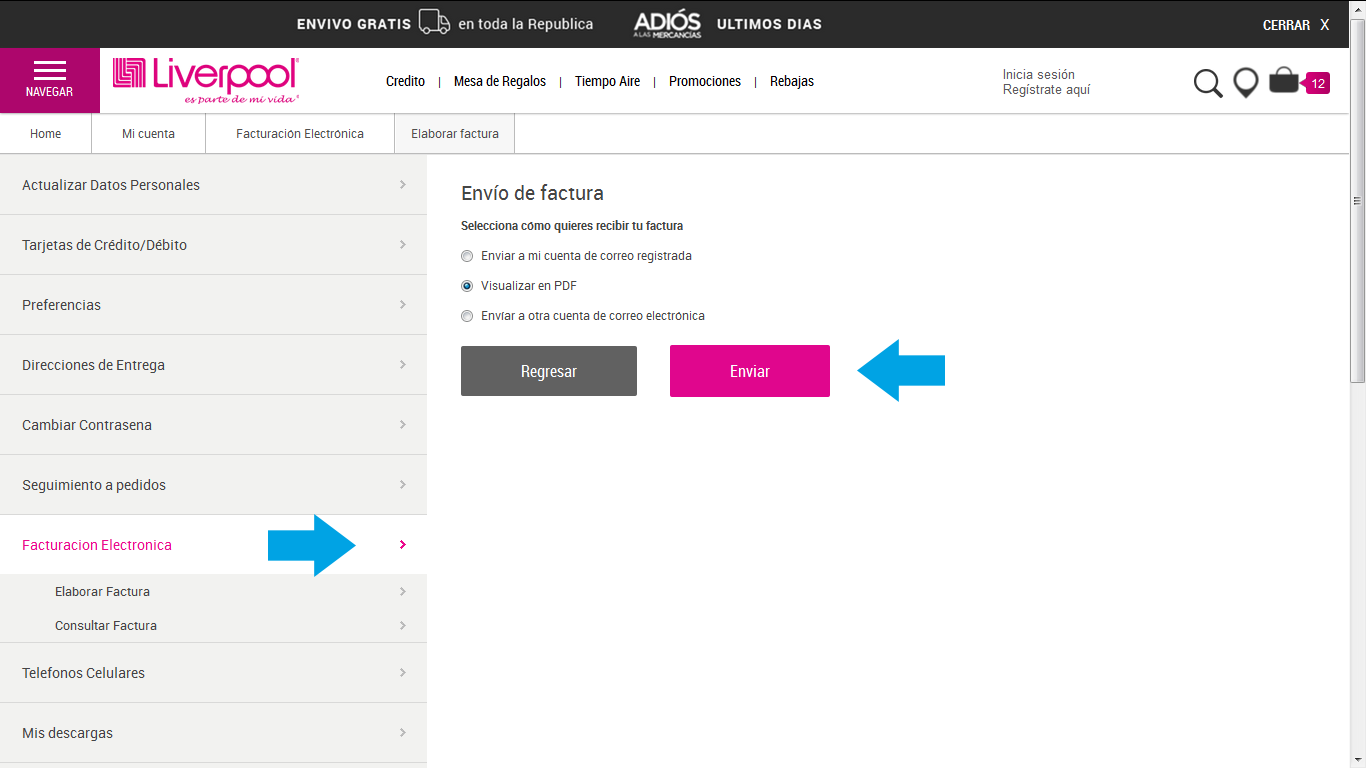 ENVIVO GRATIS en toda la Republica ADIÓS A LAS MERCANCÍAS ULTIMOS DIAS CERRAR X
NAVEGAR
Liverpool
es parte de mi vida
Credito | Mesa de Regalos | Tiempo Aire | Promociones | Rebajas
Inicia sesión
Regístrate aquí
12
Home Mi cuenta Facturación Electrónica Elaborar factura
Actualizar Datos Personales
Tarjetas de Crédito/Débito
Preferencias
Direcciones de Entrega
Cambiar Contrasena
Seguimiento a pedidos
Facturacion Electronica
Elaborar Factura
Consultar Factura
Telefonos Celulares
Mis descargas
Envío de factura
Selecciona cómo quieres recibir tu factura
Enviar a mi cuenta de correo registrada
Visualizar en PDF
Envíar a otra cuenta de correo electrónica
Regresar Enviar